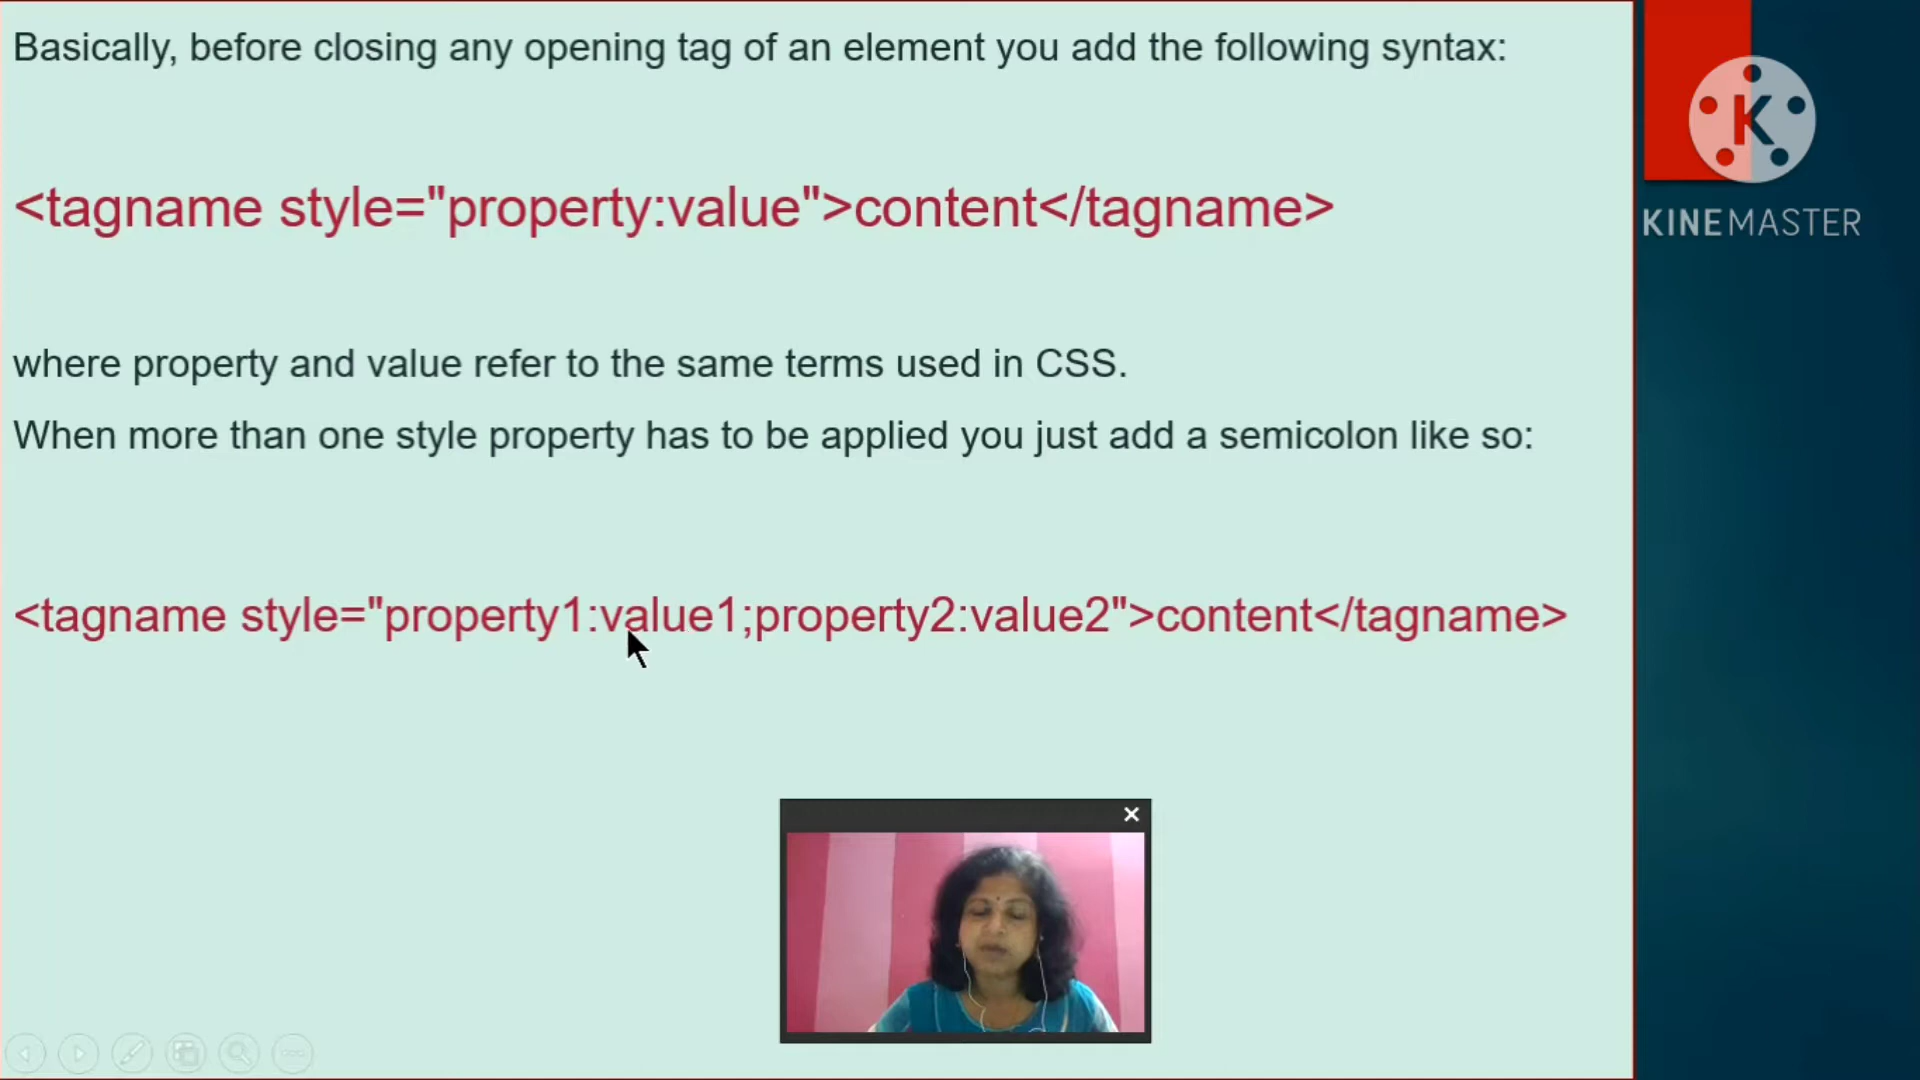 Basically, before closing any opening tag of an element you add the following syntax:
<tagname style="property:value">content</tagname>
where property and value refer to the same terms used in CSS.
When more than one style property has to be applied you just add a semicolon like so:
<tagname style="property1:value1;property2:value2">content</tagname>
K
KINEMASTER